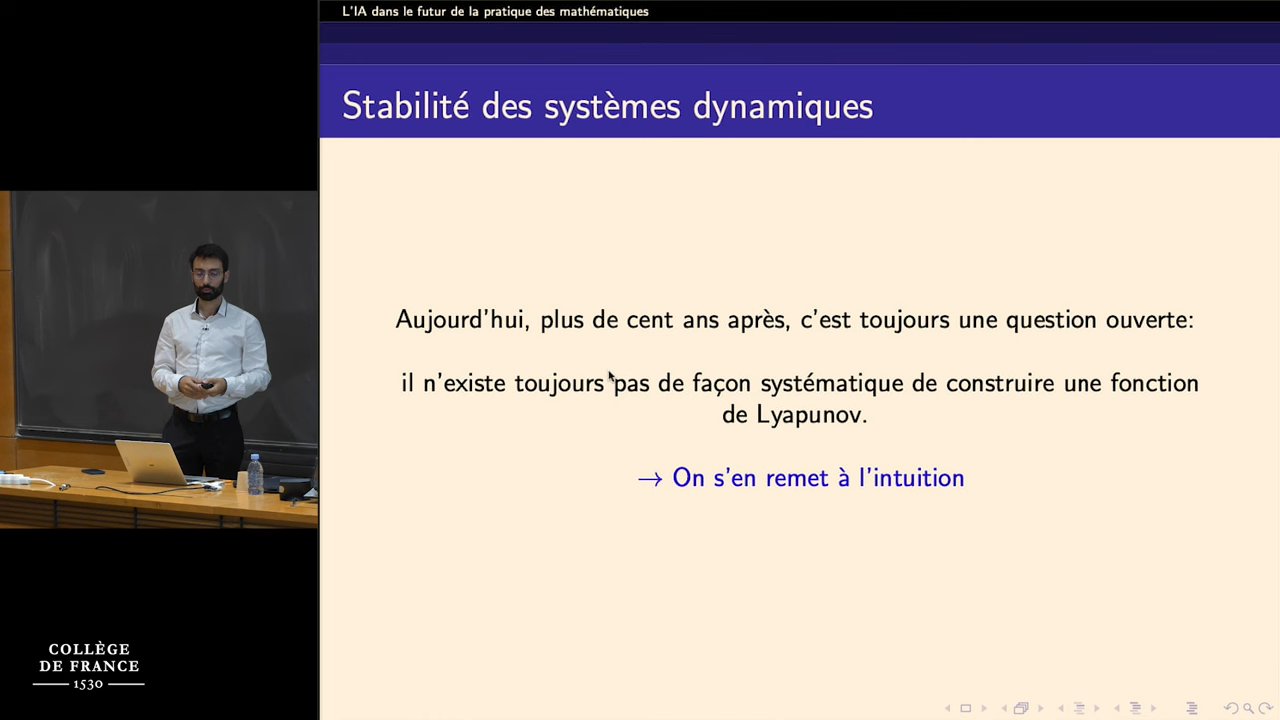 L'IA dans le futur de la pratique des mathématiques
Stabilité des systèmes dynamiques
Aujourd'hui, plus de cent ans après, c'est toujours une question ouverte:
il n'existe toujours pas de façon systématique de construire une fonction
de Lyapunov.
→ On s'en remet à l'intuition
COLLÈGE
DE FRANCE
1530